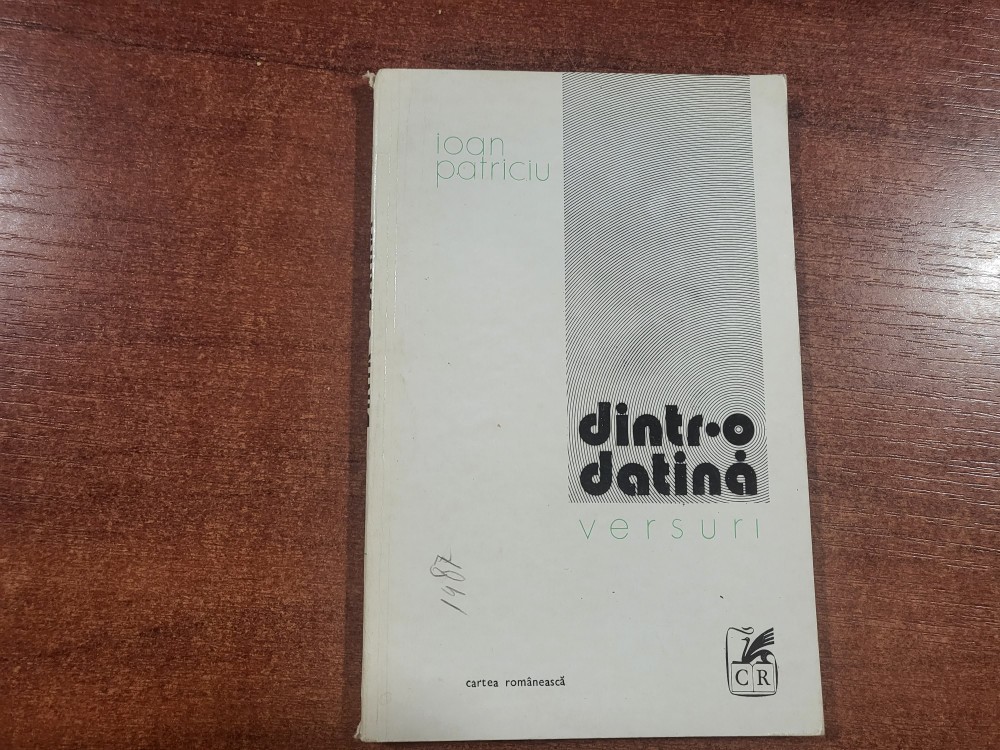 ioan
patriciu
dintr•o
datină
versuri
1987
cartea românească
CR